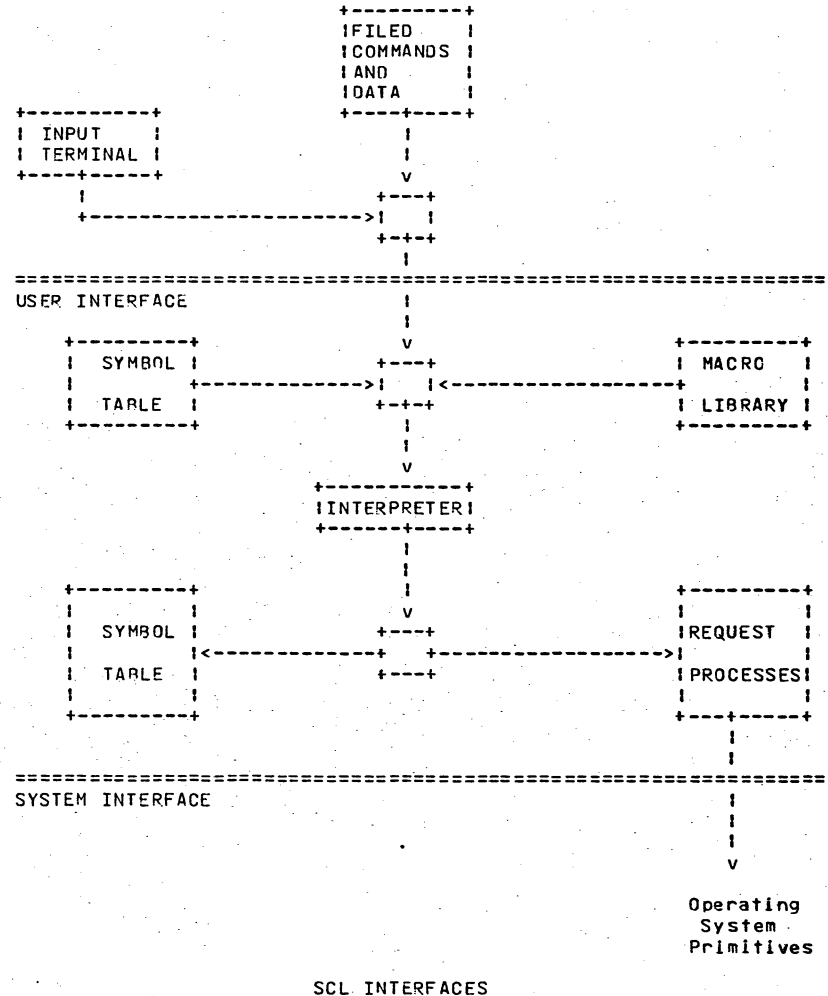 FILED
COMMANDS
AND
DATA
INPUT
TERMINAL
USER INTERFACE
SYMBOL
TABLE
MACRO
LIBRARY
INTERPRETER
SYMBOL
TABLE
REQUEST
PROCESSES
SYSTEM INTERFACE
Operating
System
Primitives
SCL INTERFACES